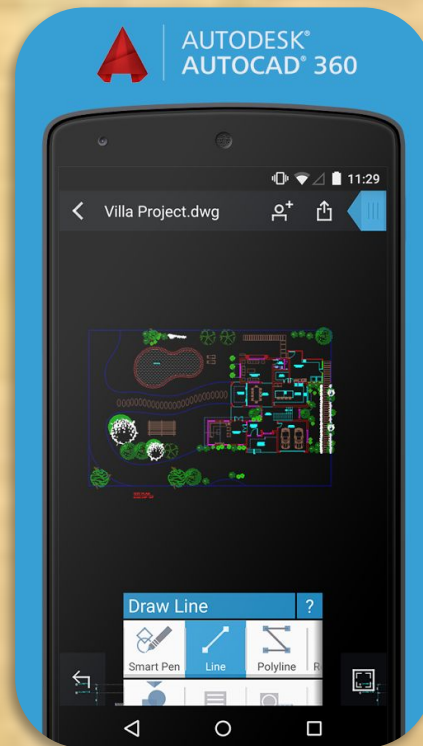 AUTODESK®
AUTOCAD® 360
11:29
Villa Project.dwg
Draw Line ?
Smart Pen Line Polyline R